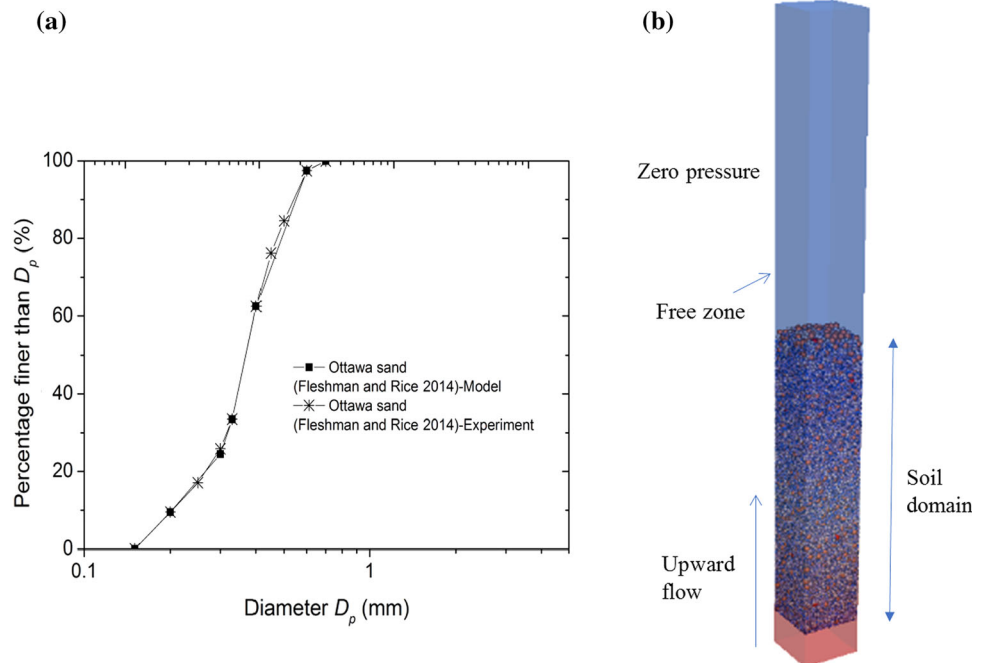 (a)
(b)
100
80
60
40
20
0
0.1
1
Percentage finer than Dp (%)
Diameter Dp (mm)
Ottawa sand
(Fleshman and Rice 2014)-Model
Ottawa sand
(Fleshman and Rice 2014)-Experiment
Zero pressure
Free zone
Soil
domain
Upward
flow